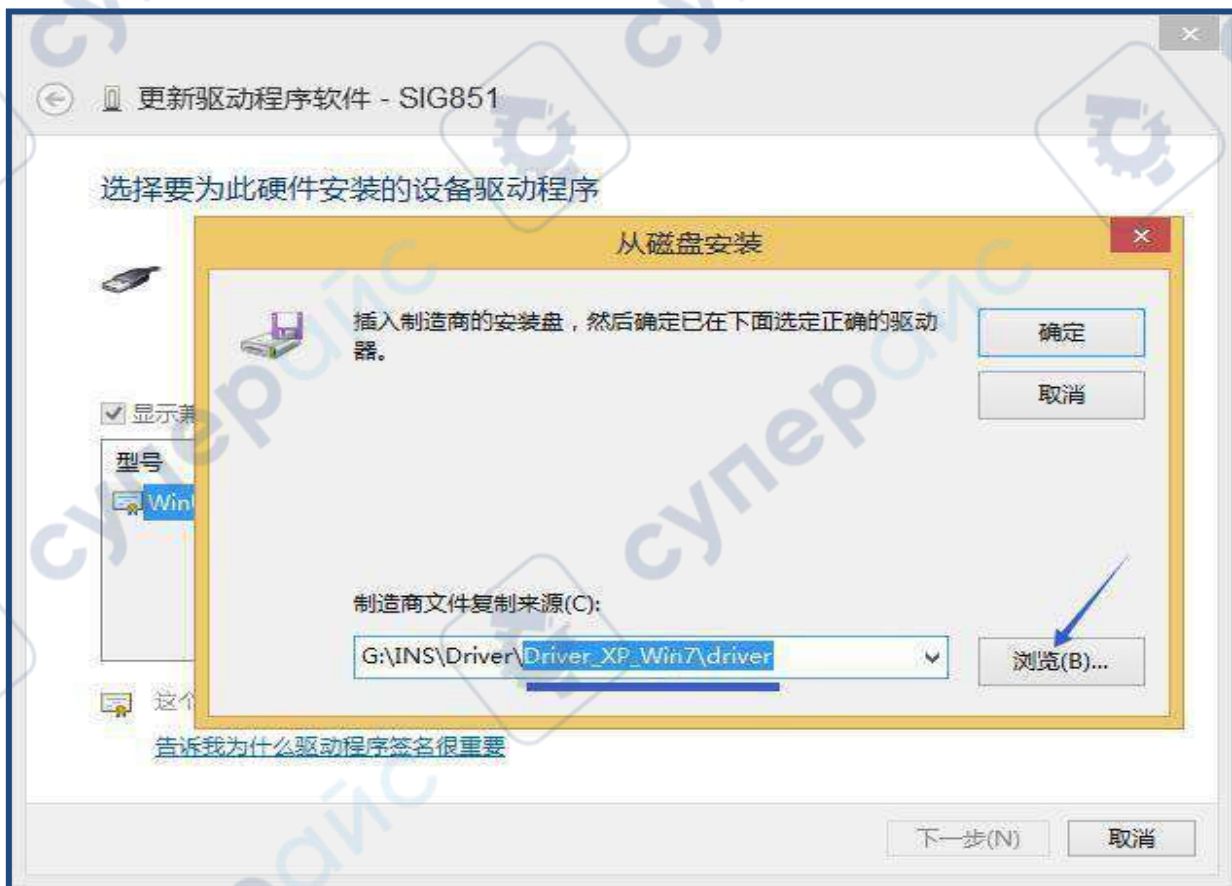 更新驱动程序软件 - SIG851
选择要为此硬件安装的设备驱动程序
从磁盘安装
插入制造商的安装盘，然后确定已在下面选定正确的驱动
器。
确定
取消
显示兼
型号
Win
制造商文件复制来源(C):
G:\INS\Driver\Driver_XP_Win7\driver
浏览(B)...
这个
告诉我为什么驱动程序签名很重要
下一步(N)
取消
суперайс